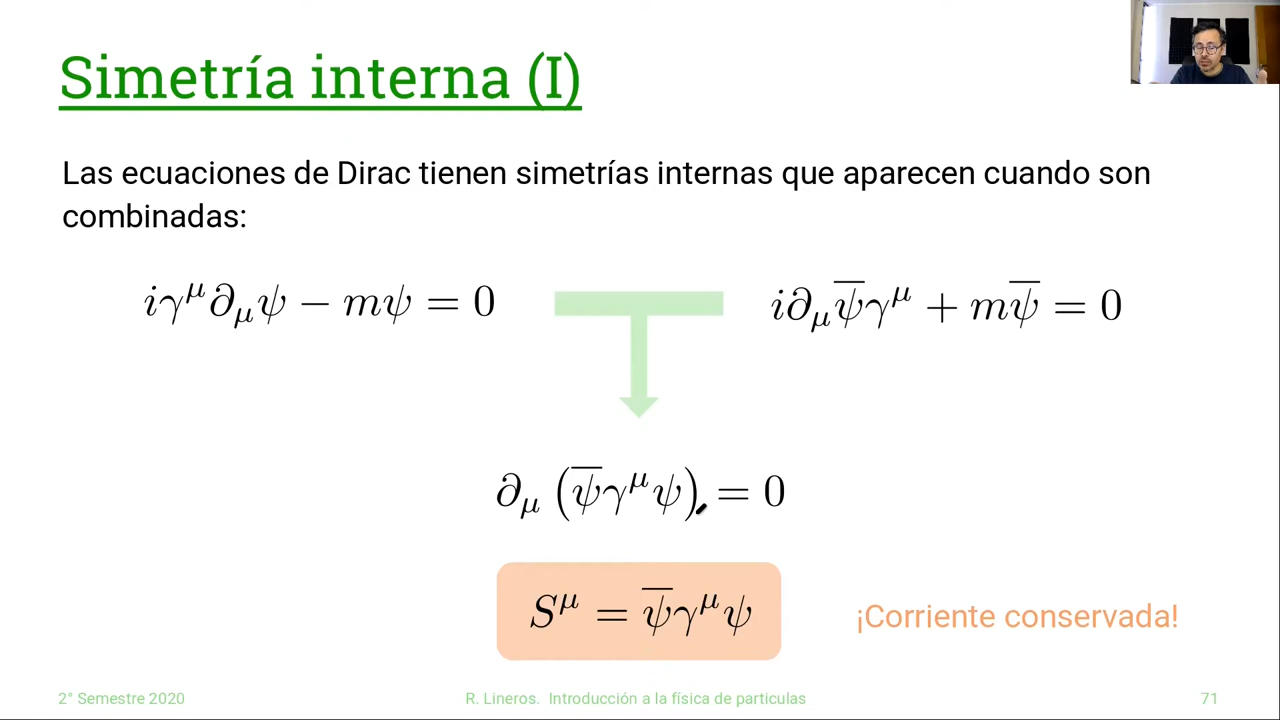 Simetría interna (I)
Las ecuaciones de Dirac tienen simetrías internas que aparecen cuando son
combinadas:
iγ^μ∂_μψ − mψ = 0
i∂_μψ̅γ^μ + mψ̅ = 0
∂_μ (ψ̅γ^μψ) = 0
S^μ = ψ̅γ^μψ
¡Corriente conservada!
2° Semestre 2020
R. Lineros. Introducción a la física de particulas
71